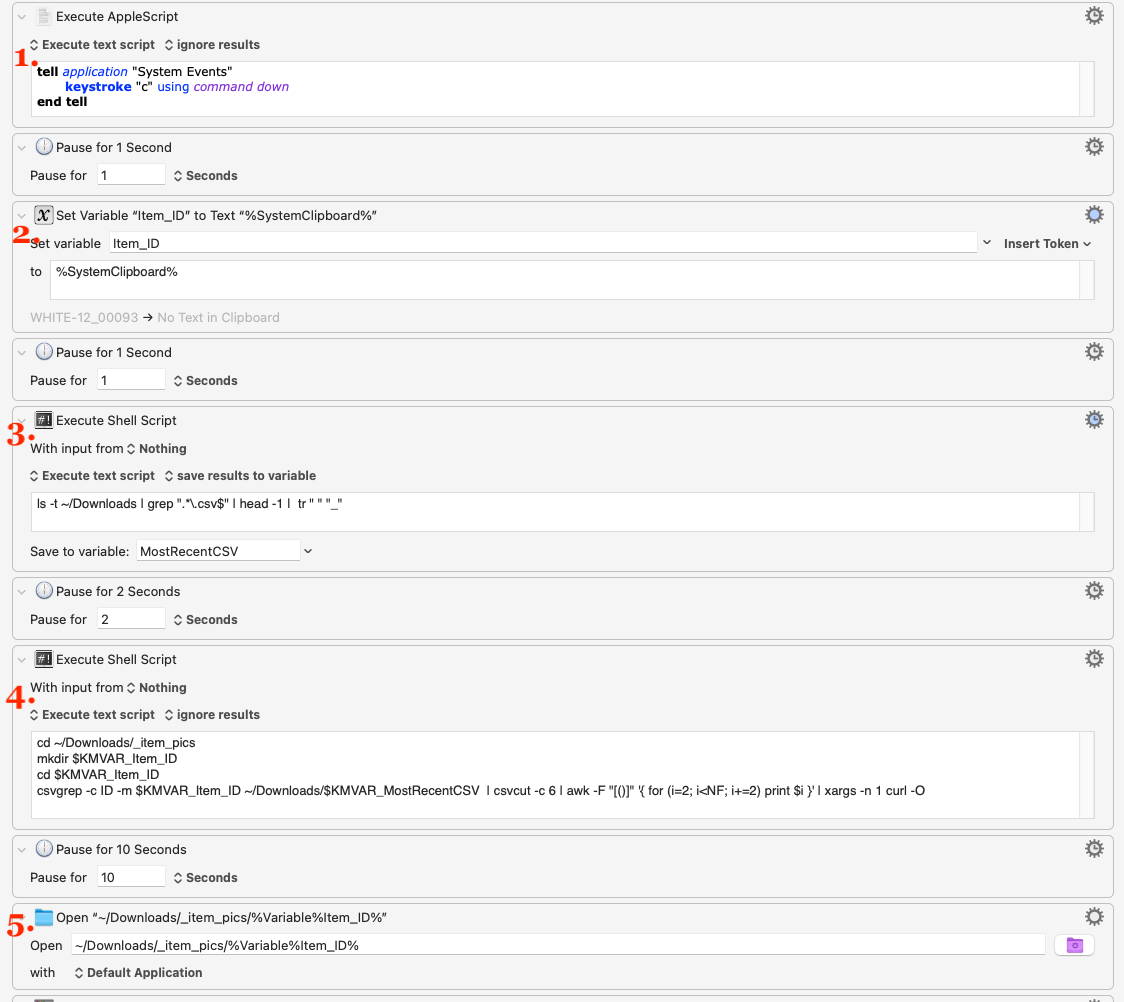 Execute AppleScript
Execute text script ignore results
1.
tell application "System Events"
keystroke "c" using command down
end tell
Pause for 1 Second
Pause for 1 Seconds
Set Variable “Item_ID” to Text “%SystemClipboard%”
2.
Set variable Item_ID Insert Token
to %SystemClipboard%
WHITE-12_00093 → No Text in Clipboard
Pause for 1 Second
Pause for 1 Seconds
#! Execute Shell Script
3.
With input from Nothing
Execute text script save results to variable
ls -t ~/Downloads | grep ".*\.csv$" | head -1 |  tr " " "_"
Save to variable: MostRecentCSV
Pause for 2 Seconds
Pause for 2 Seconds
#! Execute Shell Script
With input from Nothing
4.
Execute text script ignore results
cd ~/Downloads/_item_pics
mkdir $KMVAR_Item_ID
cd $KMVAR_Item_ID
csvgrep -c ID -m $KMVAR_Item_ID ~/Downloads/$KMVAR_MostRecentCSV  | csvcut -c 6 | awk -F "[()]" '{ for (i=2; i<NF; i+=2) print $i }' | xargs -n 1 curl -O
Pause for 10 Seconds
Pause for 10 Seconds
Open “~/Downloads/_item_pics/%Variable%Item_ID%”
5.
Open ~/Downloads/_item_pics/%Variable%Item_ID%
with Default Application